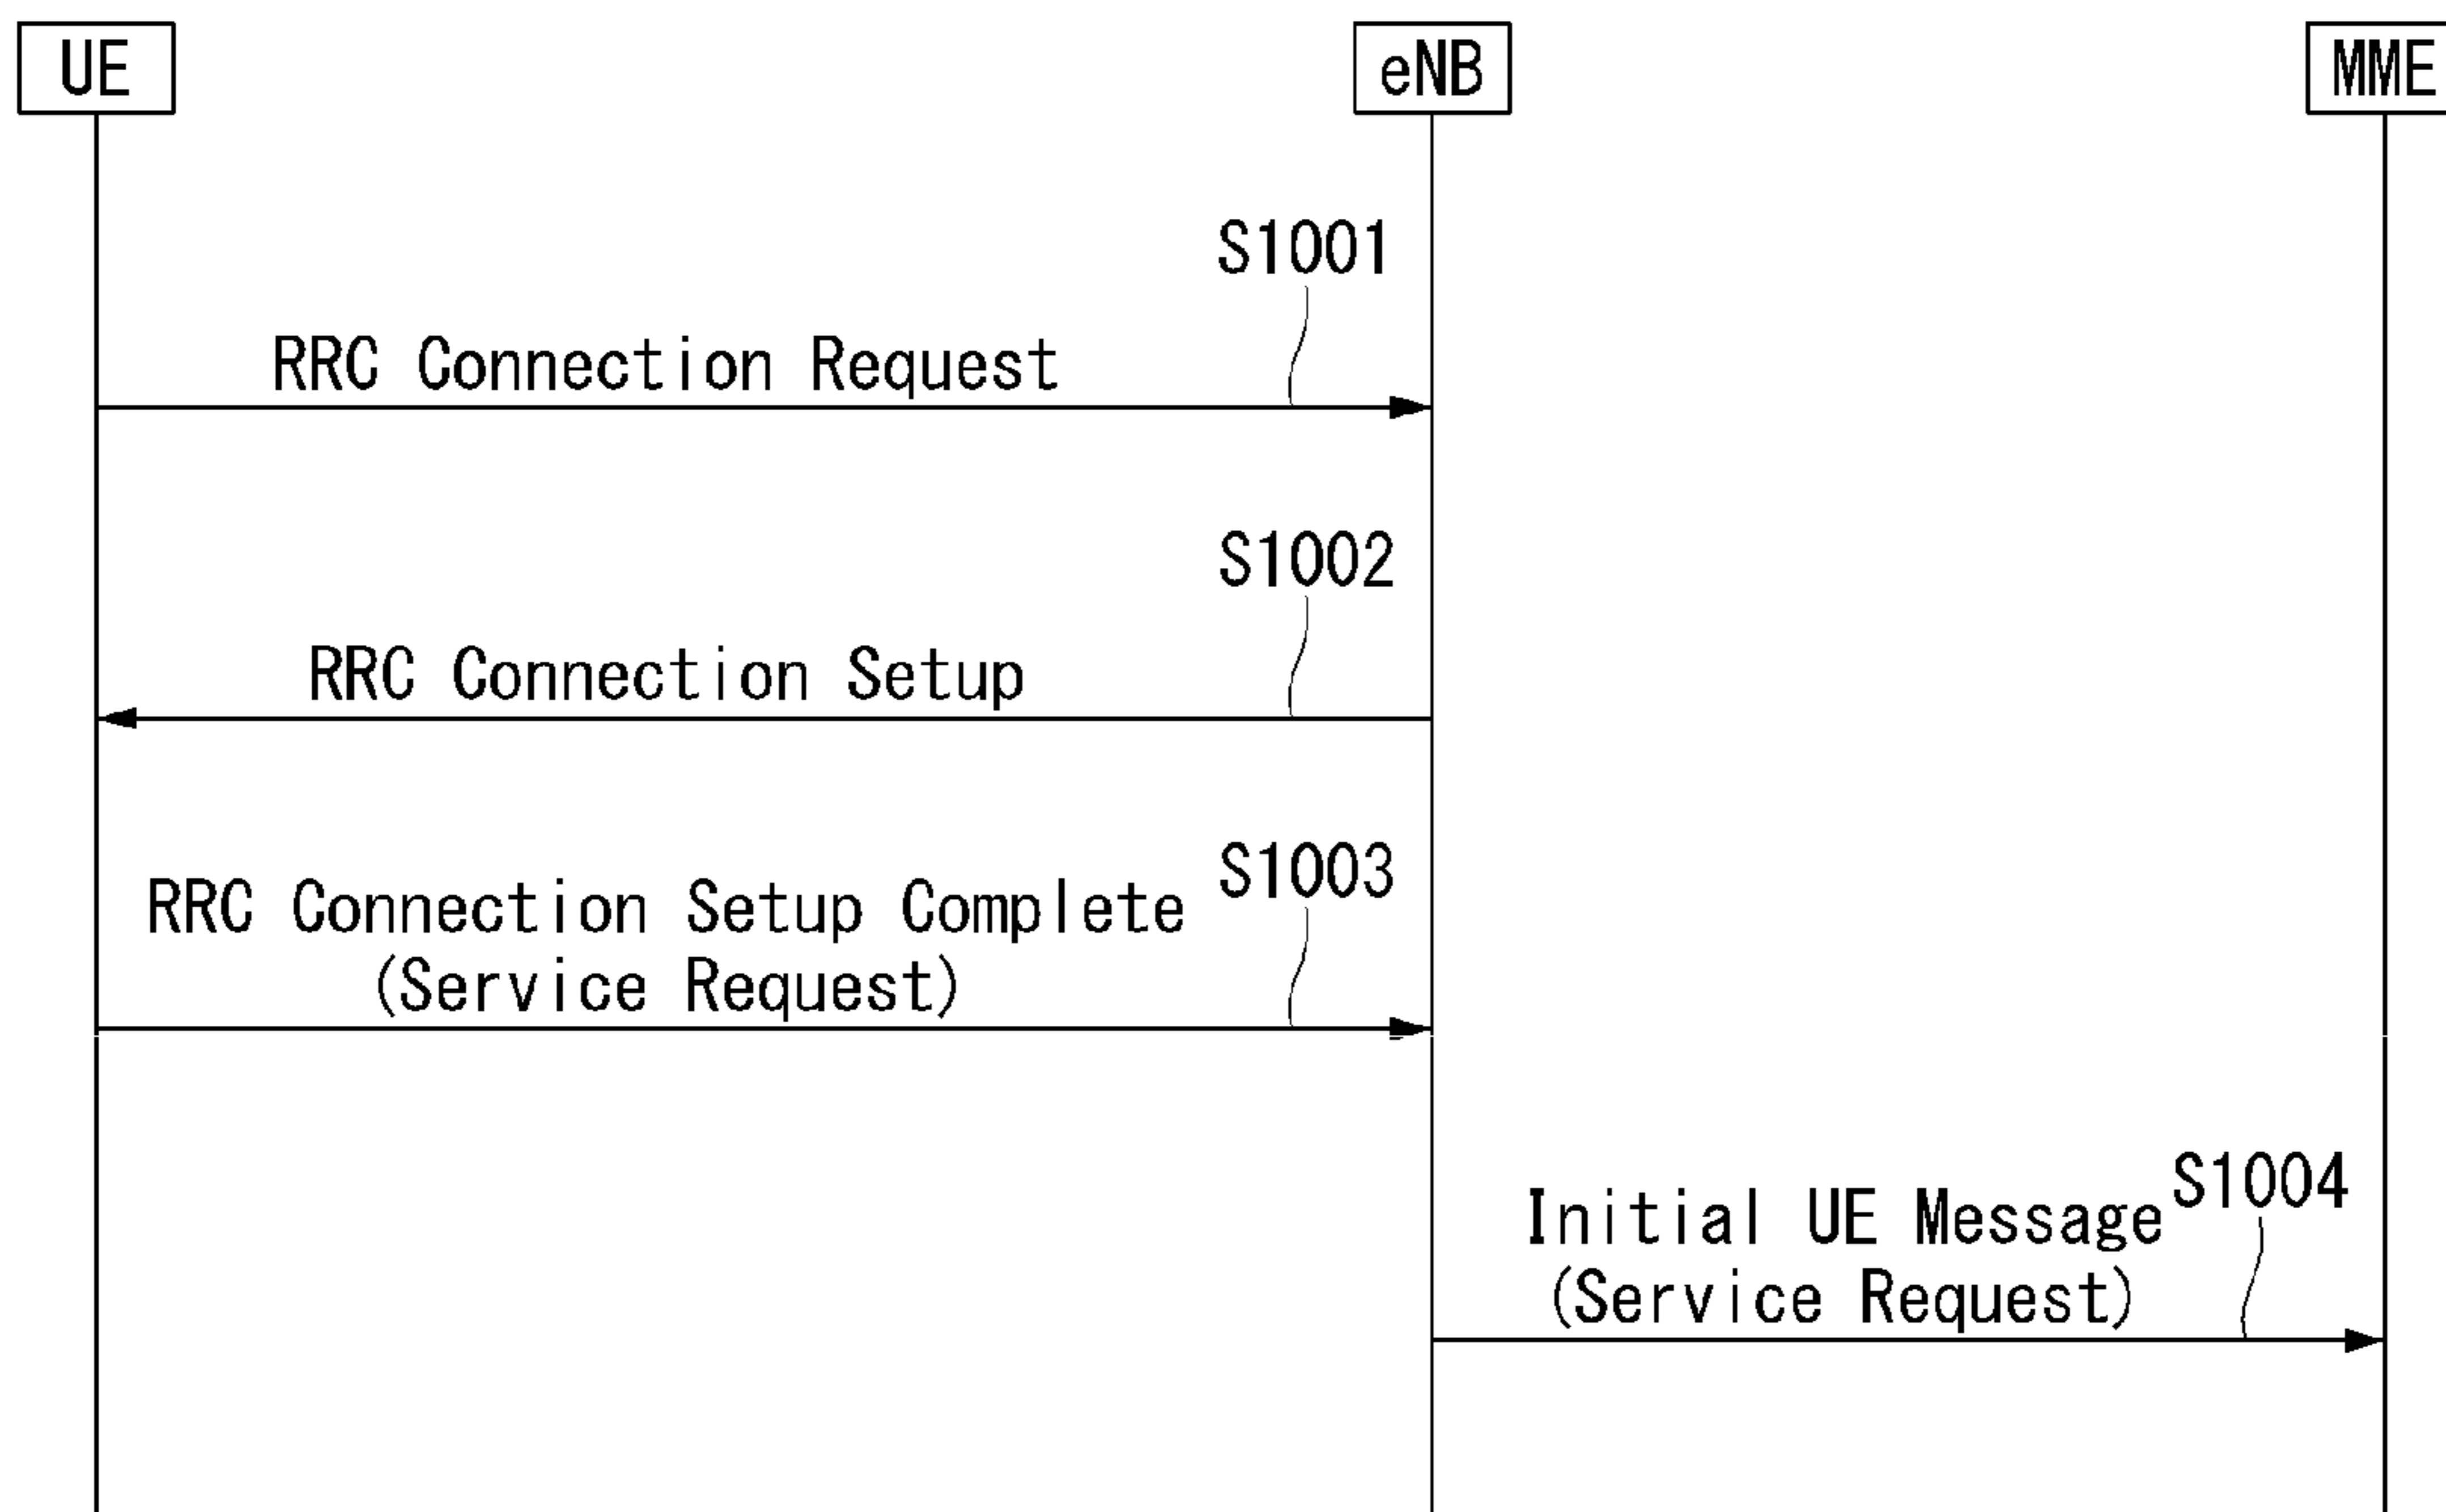 UE
eNB
MME
S1001
RRC Connection Request
S1002
RRC Connection Setup
S1003
RRC Connection Setup Complete
(Service Request)
S1004
Initial UE Message
(Service Request)